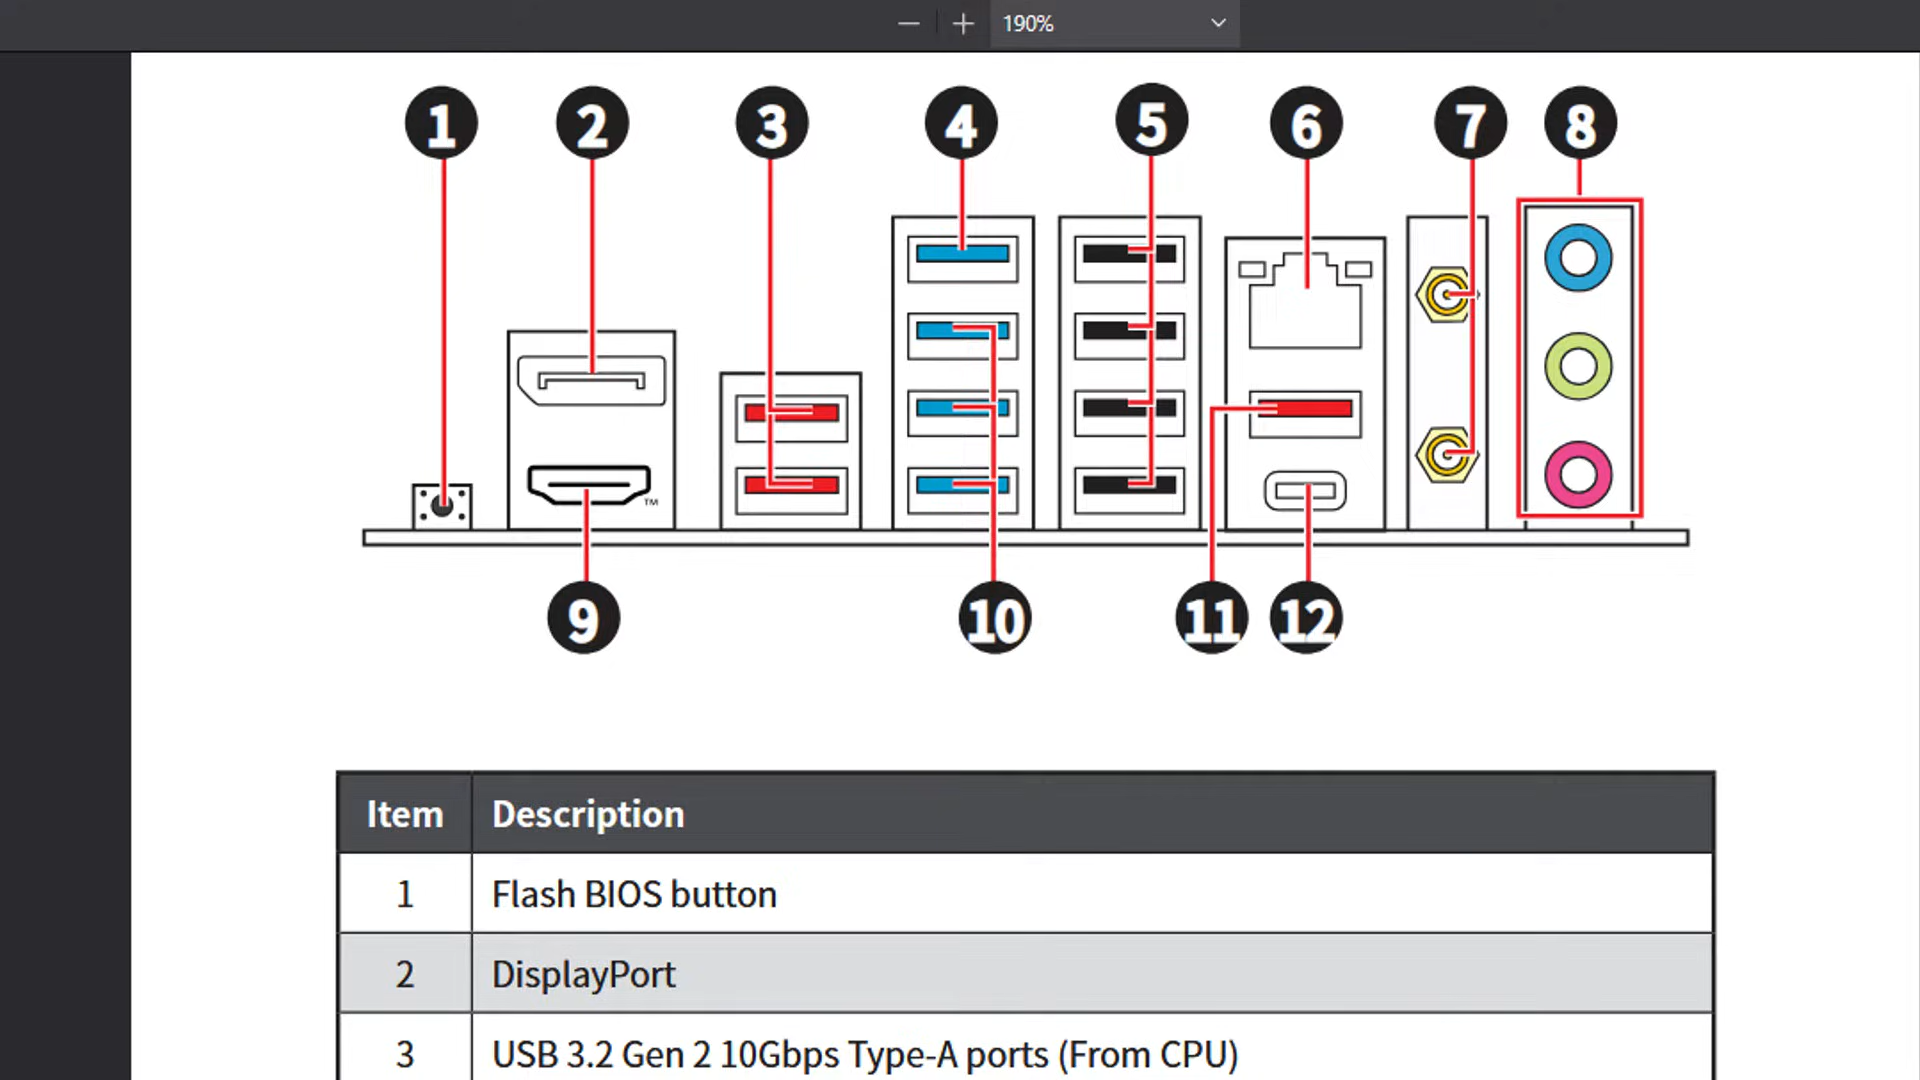 190%
1 2 3 4 5 6 7 8
TM
9 10 11 12
Item Description
1 Flash BIOS button
2 DisplayPort
3 USB 3.2 Gen 2 10Gbps Type-A ports (From CPU)